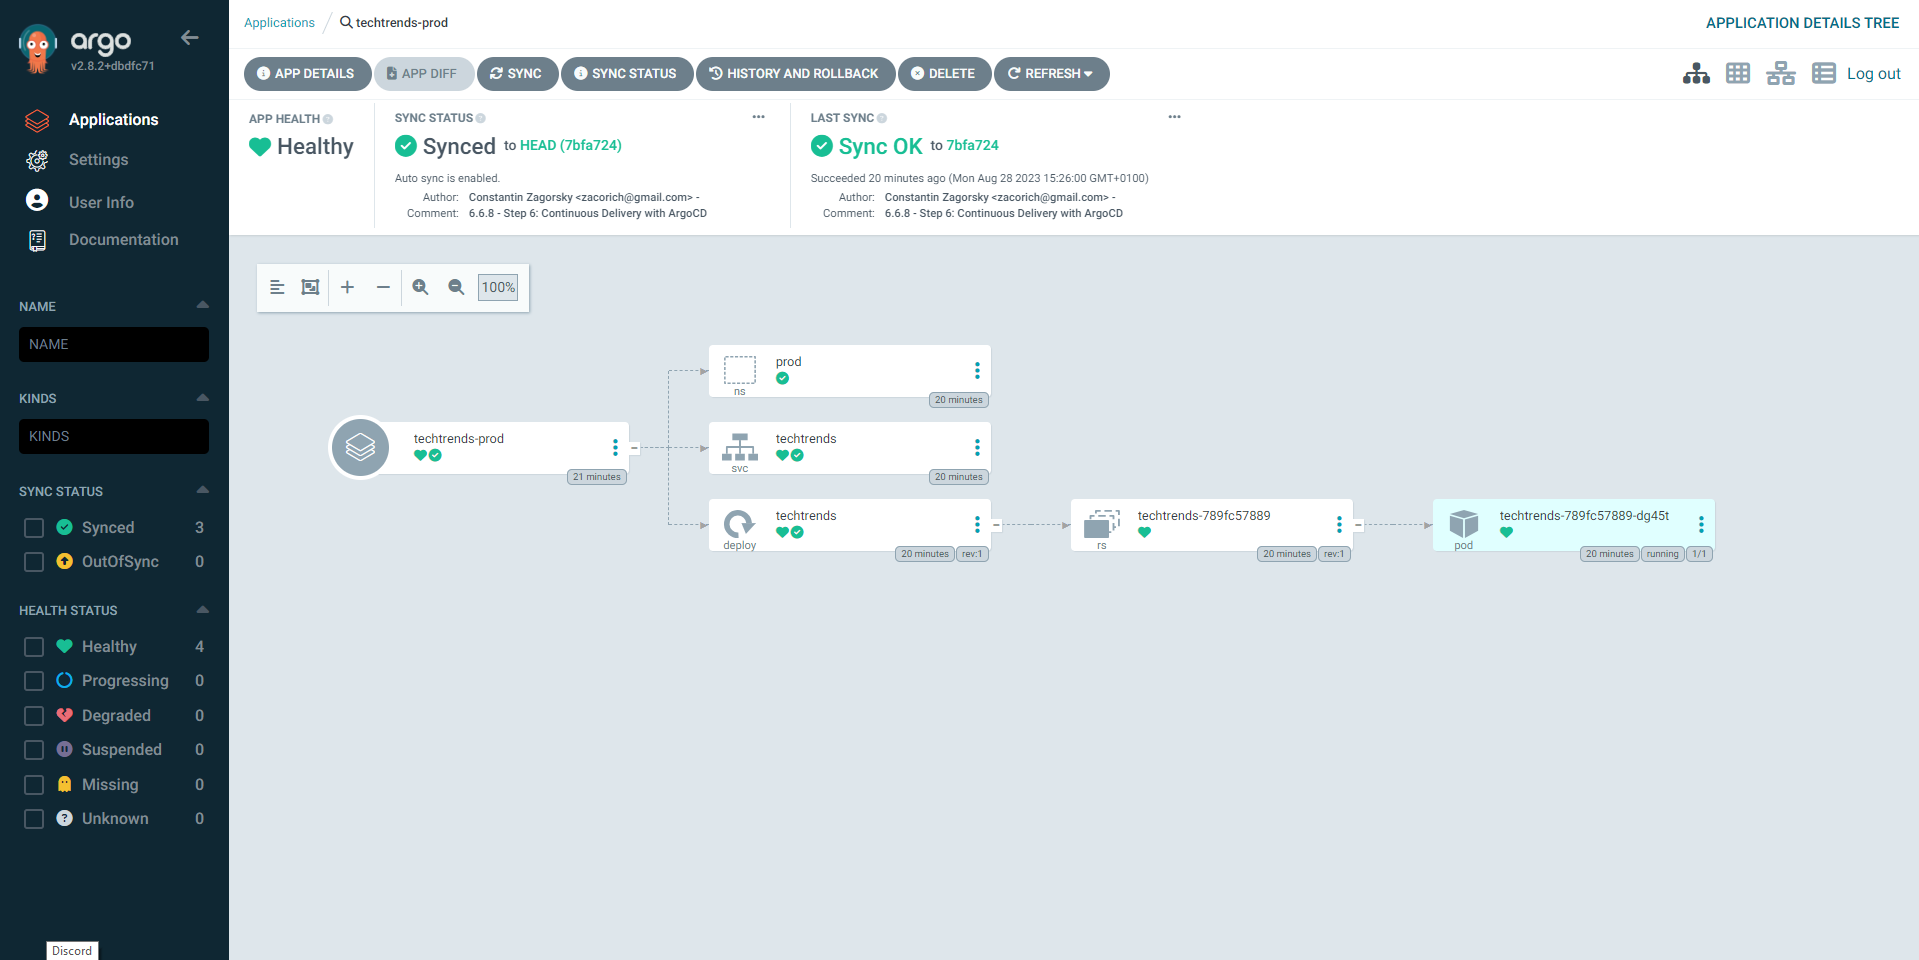 argo
v2.8.2+dbdfc71
Applications
Settings
User Info
Documentation
NAME
NAME
KINDS
KINDS
SYNC STATUS
Synced 3
OutOfSync 0
HEALTH STATUS
Healthy 4
Progressing 0
Degraded 0
Suspended 0
Missing 0
Unknown 0
Discord
Applications / techtrends-prod
APPLICATION DETAILS TREE
APP DETAILS APP DIFF SYNC SYNC STATUS HISTORY AND ROLLBACK DELETE REFRESH
Log out
APP HEALTH
Healthy
SYNC STATUS
Synced to HEAD (7bfa724)
Auto sync is enabled.
Author: Constantin Zagorsky <zacorich@gmail.com> -
Comment: 6.6.8 - Step 6: Continuous Delivery with ArgoCD
LAST SYNC
Sync OK to 7bfa724
Succeeded 20 minutes ago (Mon Aug 28 2023 15:26:00 GMT+0100)
Author: Constantin Zagorsky <zacorich@gmail.com> -
Comment: 6.6.8 - Step 6: Continuous Delivery with ArgoCD
100%
techtrends-prod
21 minutes
prod
ns
20 minutes
techtrends
svc
20 minutes
techtrends
deploy
20 minutes rev:1
techtrends-789fc57889
rs
20 minutes rev:1
techtrends-789fc57889-dg45t
pod
20 minutes running 1/1